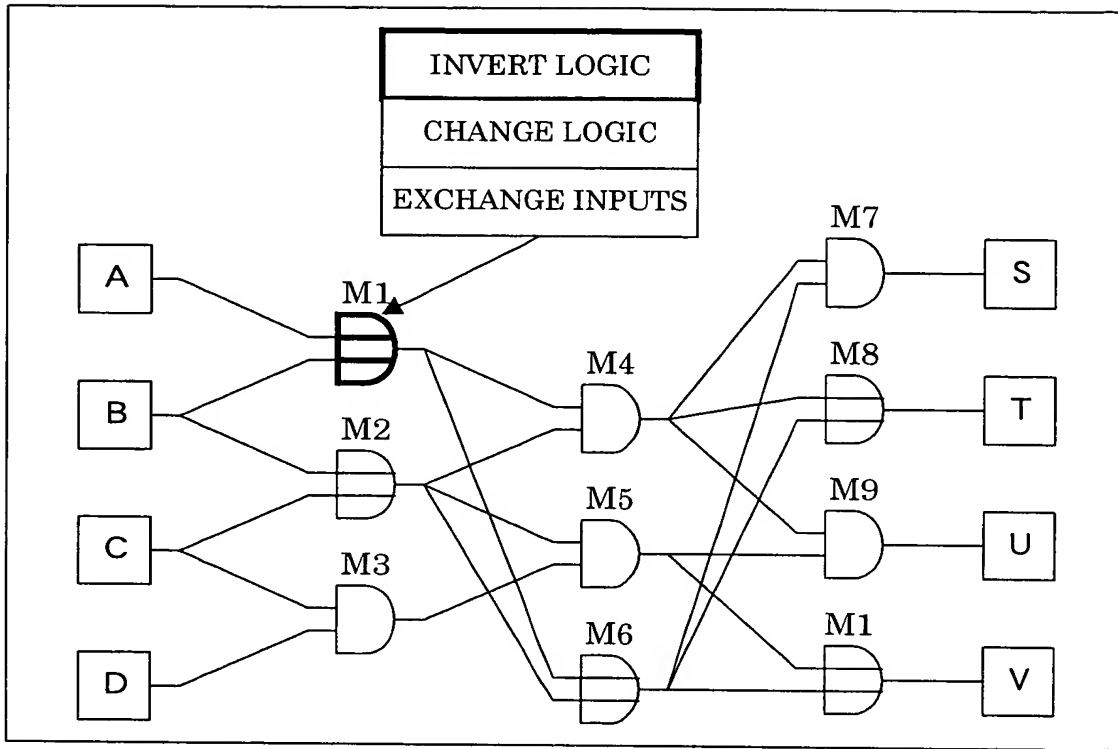 INVERT LOGIC
CHANGE LOGIC
EXCHANGE INPUTS
M7
A
S
M1
M4
M8
B
T
M2
M5
M9
C
U
M3
M6
M1
D
V